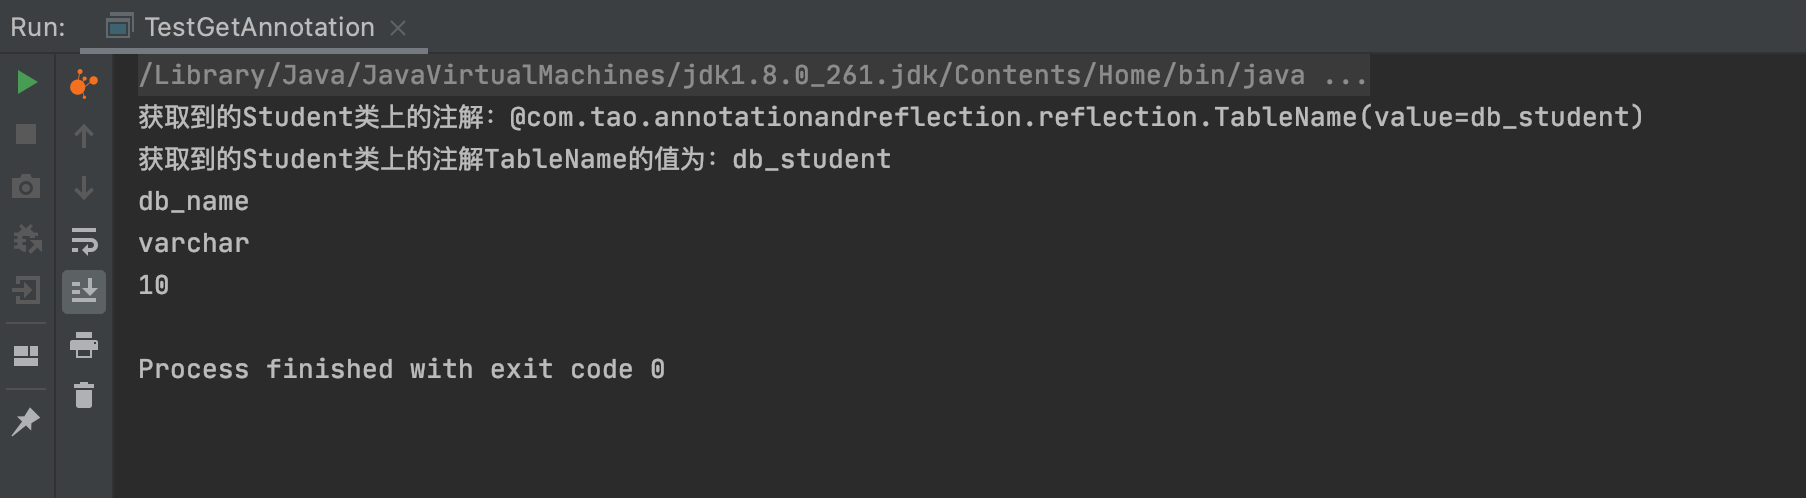 Run: TestGetAnnotation
/Library/Java/JavaVirtualMachines/jdk1.8.0_261.jdk/Contents/Home/bin/java ...
获取到的Student类上的注解：@com.tao.annotationandreflection.reflection.TableName(value=db_student)
获取到的Student类上的注解TableName的值为：db_student
db_name
varchar
10
Process finished with exit code 0